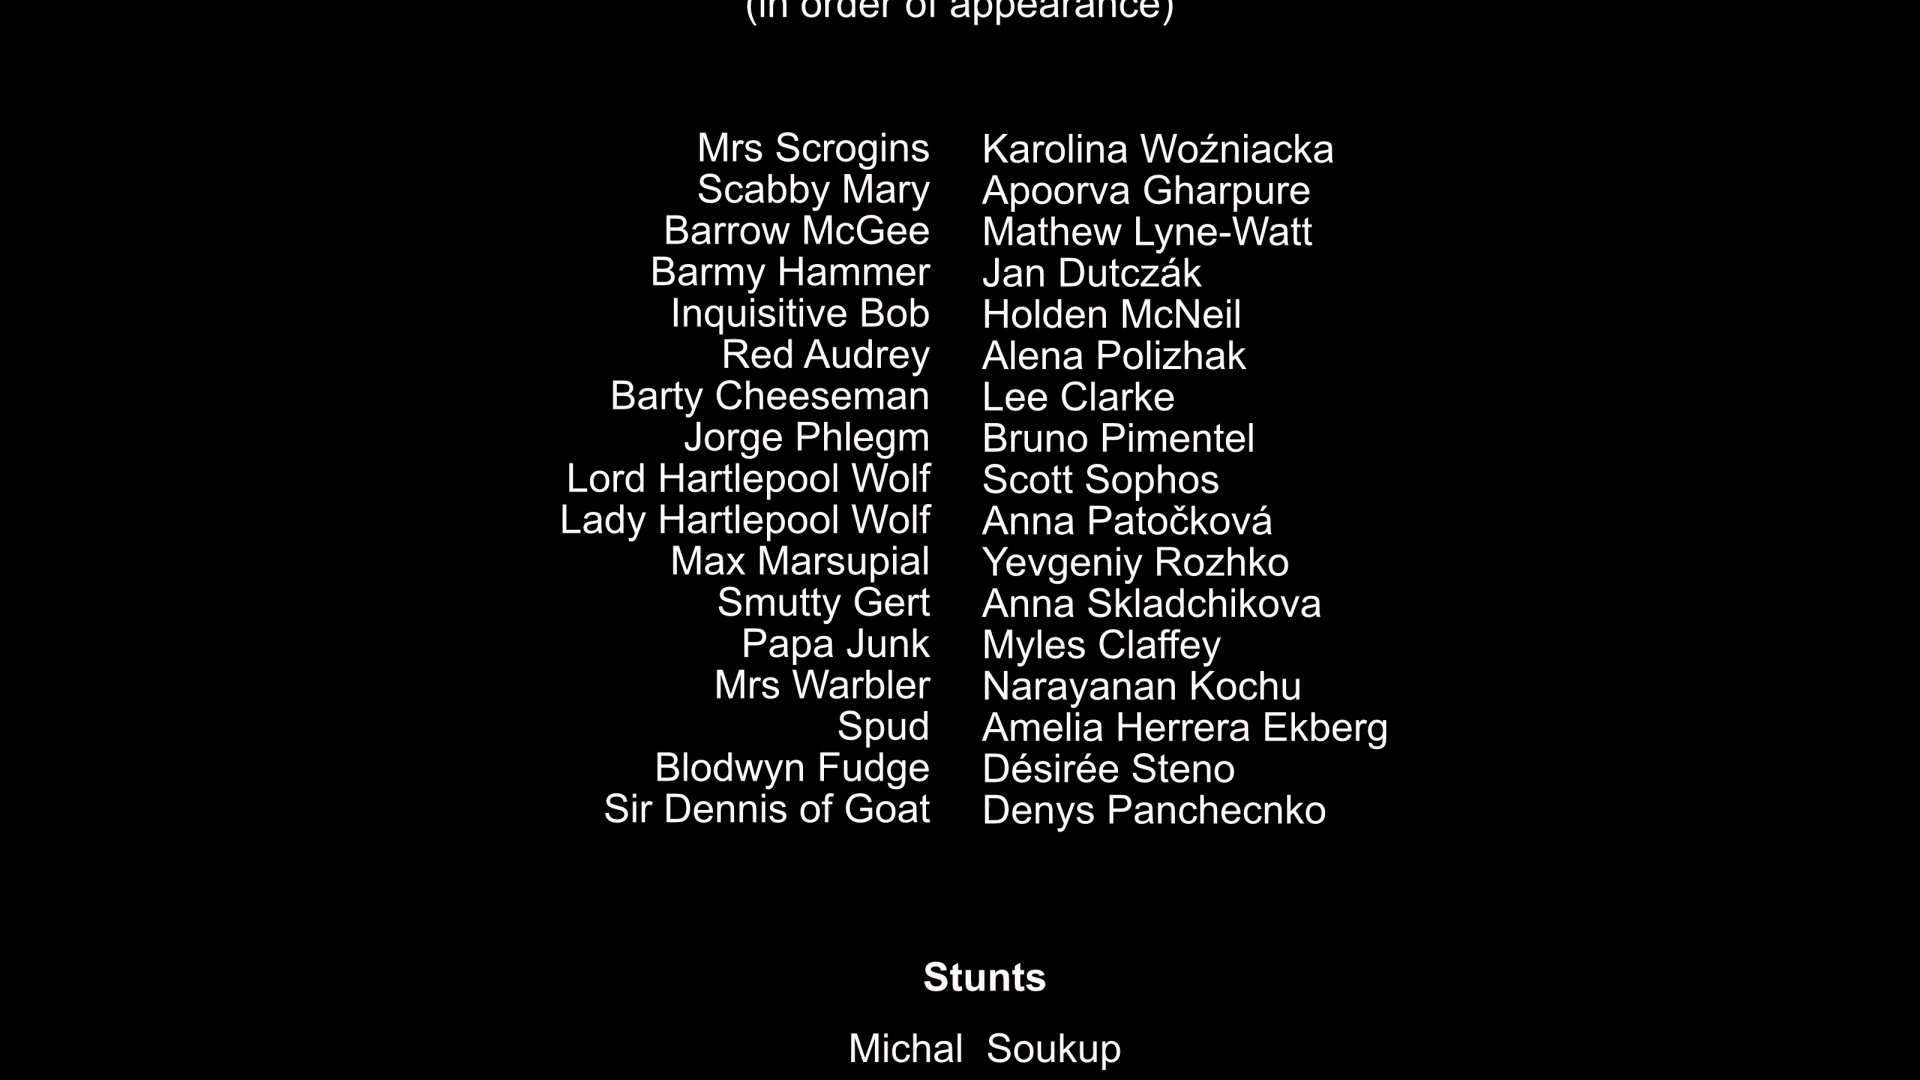 (in order of appearance)
Mrs Scrogins Karolina Woźniacka
Scabby Mary Apoorva Gharpure
Barrow McGee Mathew Lyne-Watt
Barmy Hammer Jan Dutczák
Inquisitive Bob Holden McNeil
Red Audrey Alena Polizhak
Barty Cheeseman Lee Clarke
Jorge Phlegm Bruno Pimentel
Lord Hartlepool Wolf Scott Sophos
Lady Hartlepool Wolf Anna Patočková
Max Marsupial Yevgeniy Rozhko
Smutty Gert Anna Skladchikova
Papa Junk Myles Claffey
Mrs Warbler Narayanan Kochu
Spud Amelia Herrera Ekberg
Blodwyn Fudge Désirée Steno
Sir Dennis of Goat Denys Panchecnko
Stunts
Michal Soukup